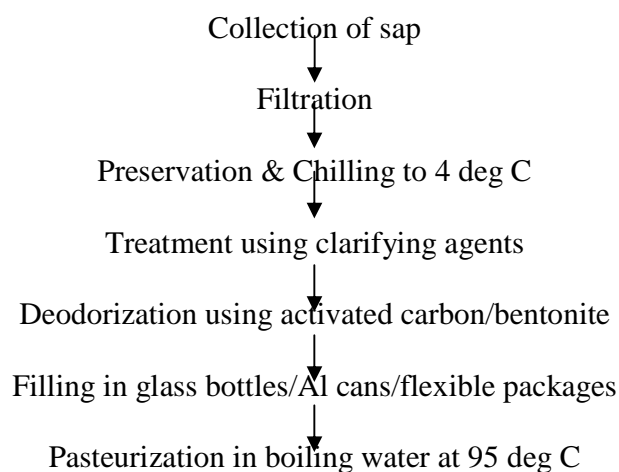 Collection of sap
Filtration
Preservation & Chilling to 4 deg C
Treatment using clarifying agents
Deodorization using activated carbon/bentonite
Filling in glass bottles/Al cans/flexible packages
Pasteurization in boiling water at 95 deg C